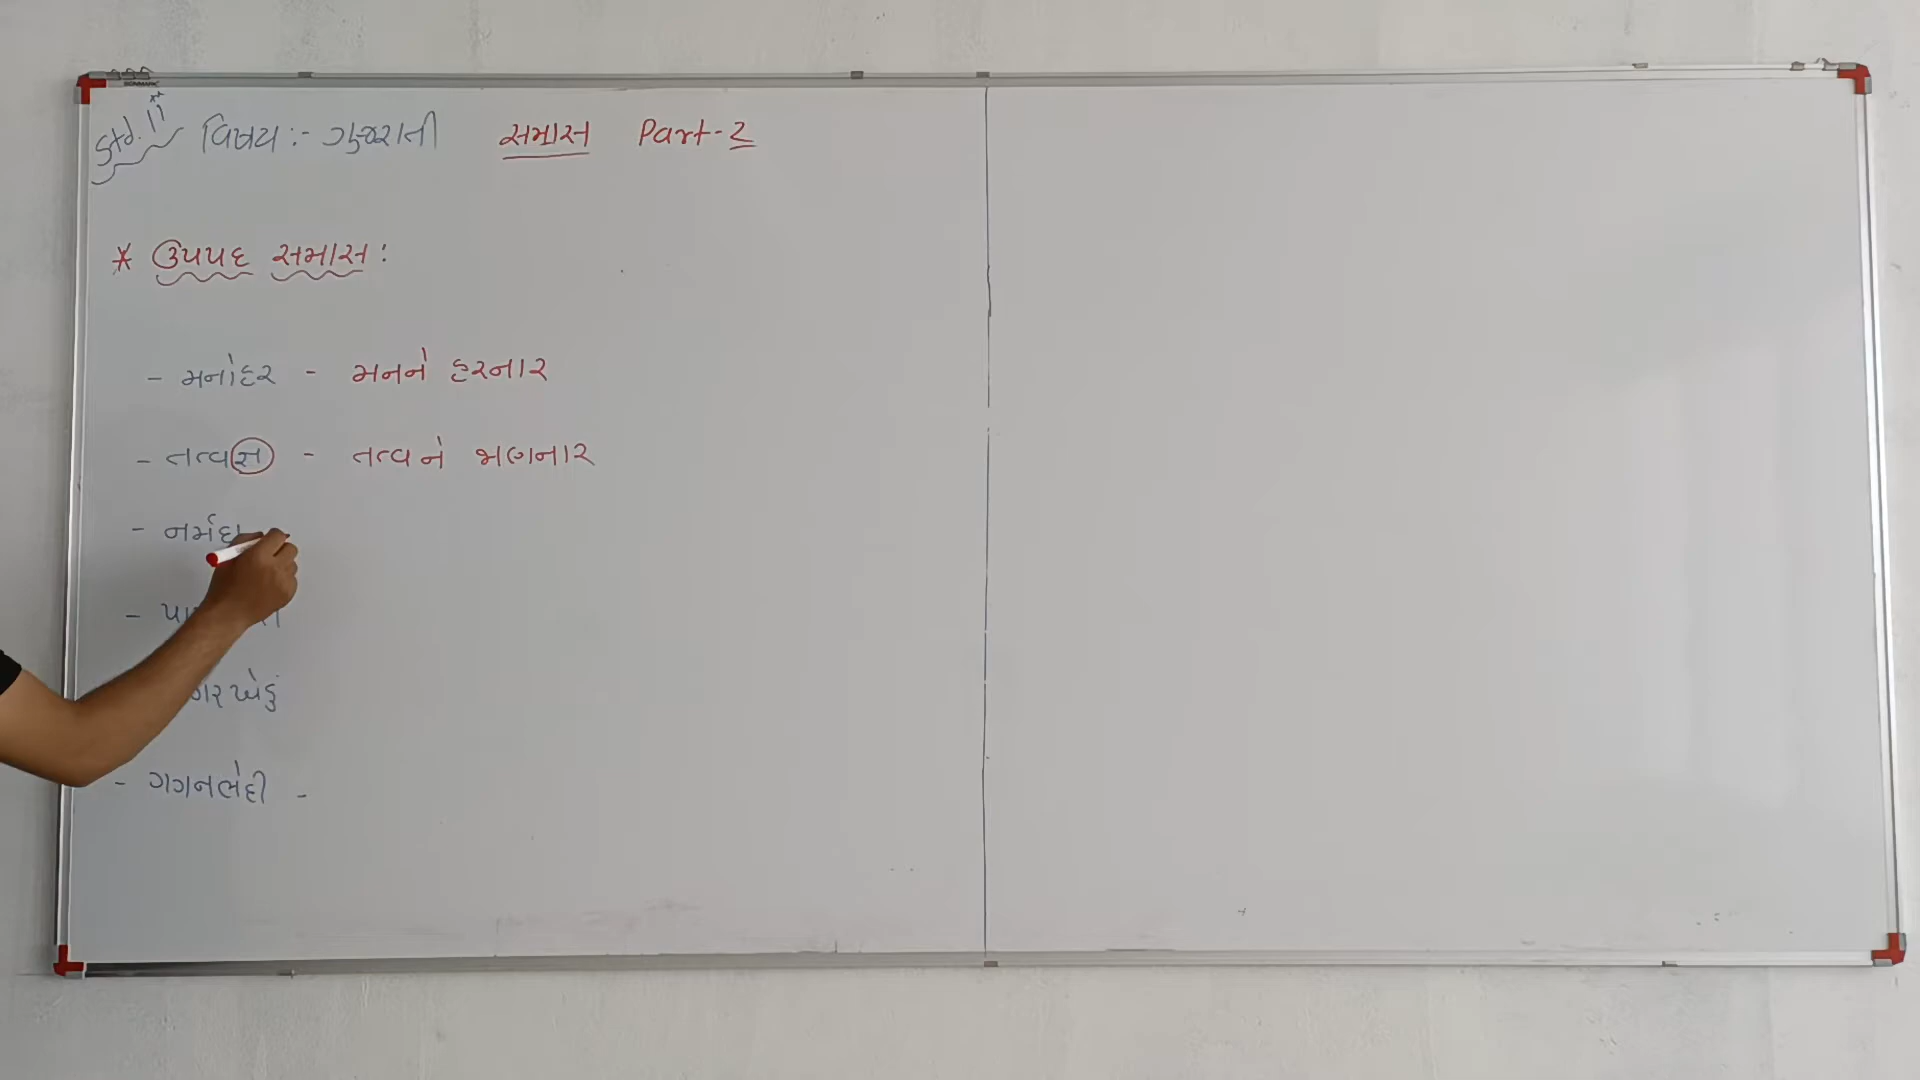 Std. 11 વિષય :- ગુજરાતી સમાસ Part-2
* ઉપપદ સમાસ :
- મનોહર - મનને હરનાર
- તત્વજ્ઞ - તત્વને જાણનાર
- નર્મદા
- ગગનભેદી -